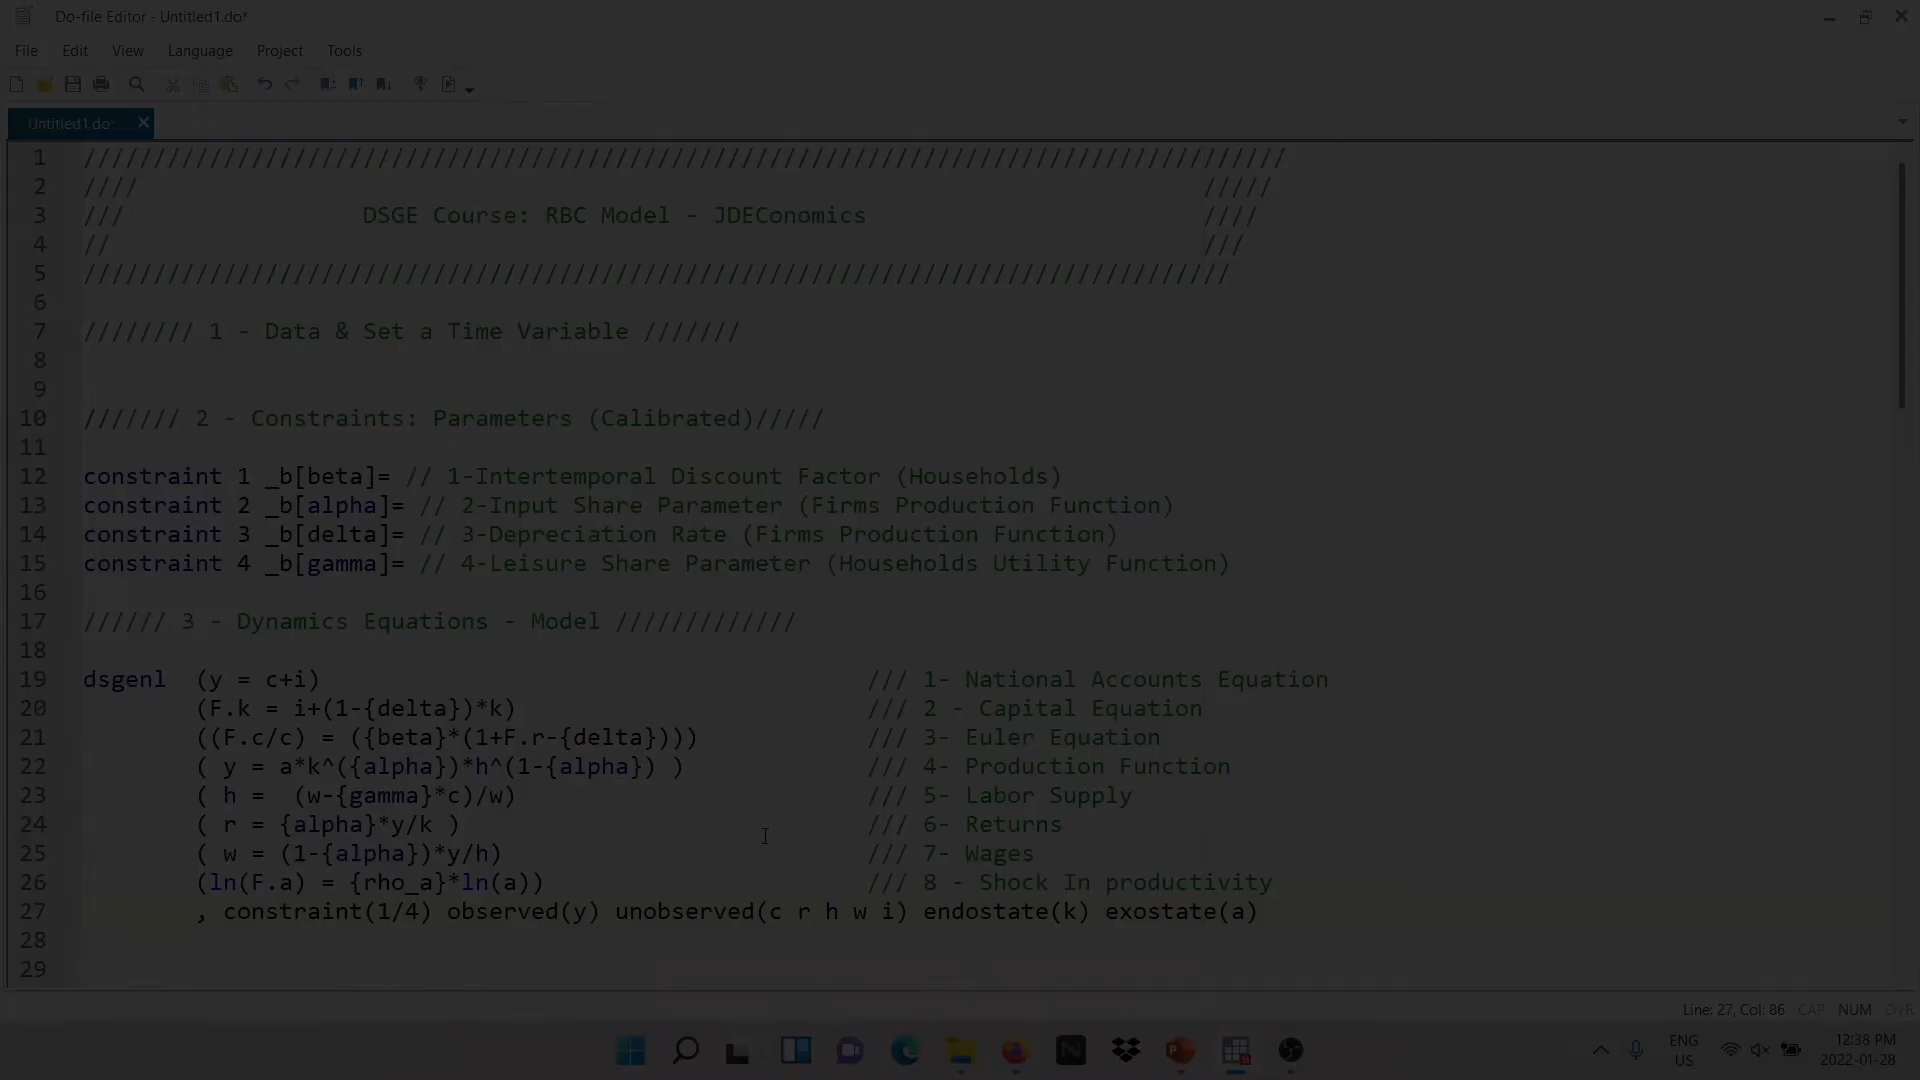 Do-file Editor - Untitled1.do*
File Edit View Language Project Tools
Untitled1.do*
1 //////////////////////////////////////////////////////////////////////////////////////
2 //// /////
3 /// DSGE Course: RBC Model - JDEConomics ////
4 // ///
5 //////////////////////////////////////////////////////////////////////////////////
6
7 //////// 1 - Data & Set a Time Variable ///////
8
9
10 /////// 2 - Constraints: Parameters (Calibrated)/////
11
12 constraint 1 _b[beta]= // 1-Intertemporal Discount Factor (Households)
13 constraint 2 _b[alpha]= // 2-Input Share Parameter (Firms Production Function)
14 constraint 3 _b[delta]= // 3-Depreciation Rate (Firms Production Function)
15 constraint 4 _b[gamma]= // 4-Leisure Share Parameter (Households Utility Function)
16
17 ////// 3 - Dynamics Equations - Model /////////////
18
19 dsgenl (y = c+i) /// 1- National Accounts Equation
20 (F.k = i+(1-{delta})*k) /// 2 - Capital Equation
21 ((F.c/c) = ({beta}*(1+F.r-{delta}))) /// 3- Euler Equation
22 ( y = a*k^({alpha})*h^(1-{alpha}) ) /// 4- Production Function
23 ( h = (w-{gamma}*c)/w) /// 5- Labor Supply
24 ( r = {alpha}*y/k ) /// 6- Returns
25 ( w = (1-{alpha})*y/h) /// 7- Wages
26 (ln(F.a) = {rho_a}*ln(a)) /// 8 - Shock In productivity
27 , constraint(1/4) observed(y) unobserved(c r h w i) endostate(k) exostate(a)
28
29
Line: 27, Col: 86 CAP NUM OVR
ENG
US
12:38 PM
2022-01-28